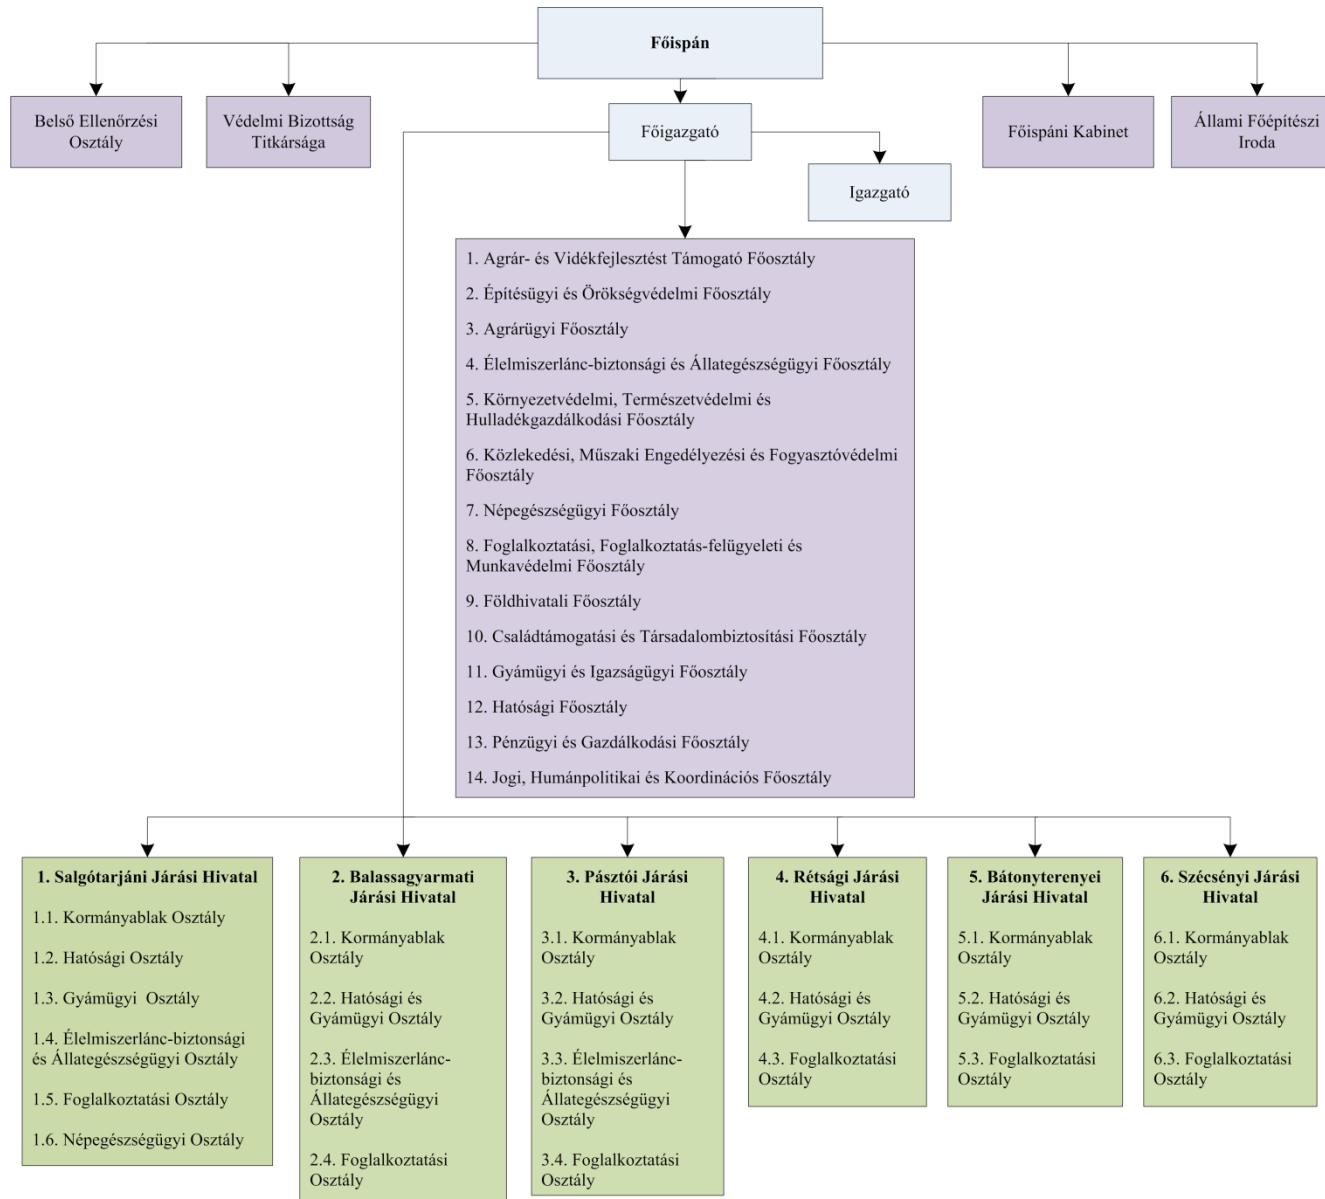 Főispán
Belső Ellenőrzési
Osztály
Védelmi Bizottság
Titkársága
Főigazgató
Főispáni Kabinet
Állami Főépítészi
Iroda
Igazgató
1. Agrár- és Vidékfejlesztést Támogató Főosztály
2. Építésügyi és Örökségvédelmi Főosztály
3. Agrárügyi Főosztály
4. Élelmiszerlánc-biztonsági és Állategészségügyi Főosztály
5. Környezetvédelmi, Természetvédelmi és
Hulladékgazdálkodási Főosztály
6. Közlekedési, Műszaki Engedélyezési és Fogyasztóvédelmi
Főosztály
7. Népegészségügyi Főosztály
8. Foglalkoztatási, Foglalkoztatás-felügyeleti és
Munkavédelmi Főosztály
9. Földhivatali Főosztály
10. Családtámogatási és Társadalombiztosítási Főosztály
11. Gyámügyi és Igazságügyi Főosztály
12. Hatósági Főosztály
13. Pénzügyi és Gazdálkodási Főosztály
14. Jogi, Humánpolitikai és Koordinációs Főosztály
1. Salgótarjáni Járási Hivatal
1.1. Kormányablak Osztály
1.2. Hatósági Osztály
1.3. Gyámügyi  Osztály
1.4. Élelmiszerlánc-biztonsági
és Állategészségügyi Osztály
1.5. Foglalkoztatási Osztály
1.6. Népegészségügyi Osztály
2. Balassagyarmati
Járási Hivatal
2.1. Kormányablak
Osztály
2.2. Hatósági és
Gyámügyi Osztály
2.3. Élelmiszerlánc-
biztonsági és
Állategészségügyi
Osztály
2.4. Foglalkoztatási
Osztály
3. Pásztói Járási
Hivatal
3.1. Kormányablak
Osztály
3.2. Hatósági és
Gyámügyi Osztály
3.3. Élelmiszerlánc-
biztonsági és
Állategészségügyi
Osztály
3.4. Foglalkoztatási
Osztály
4. Rétsági Járási
Hivatal
4.1. Kormányablak
Osztály
4.2. Hatósági és
Gyámügyi Osztály
4.3. Foglalkoztatási
Osztály
5. Bátonyterenyei
Járási Hivatal
5.1. Kormányablak
Osztály
5.2. Hatósági és
Gyámügyi Osztály
5.3. Foglalkoztatási
Osztály
6. Szécsényi Járási
Hivatal
6.1. Kormányablak
Osztály
6.2. Hatósági és
Gyámügyi Osztály
6.3. Foglalkoztatási
Osztály